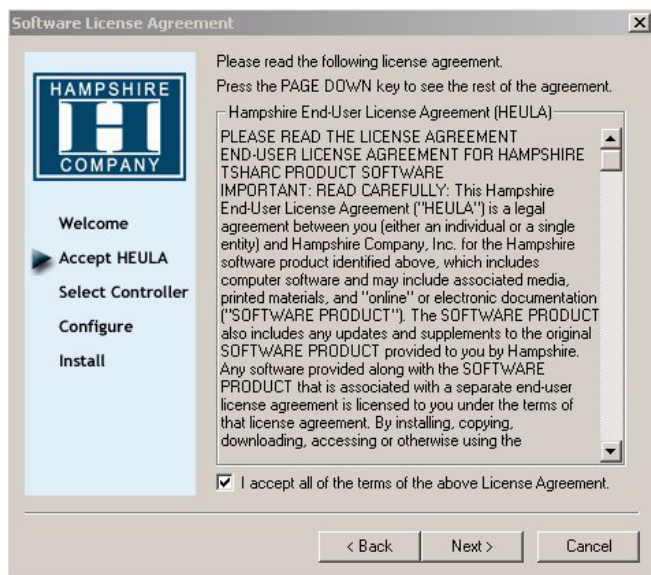 Software License Agreement
HAMPSHIRE
COMPANY
Welcome
Accept HEULA
Select Controller
Configure
Install
Please read the following license agreement.
Press the PAGE DOWN key to see the rest of the agreement.
Hampshire End-User License Agreement (HEULA)
PLEASE READ THE LICENSE AGREEMENT
END-USER LICENSE AGREEMENT FOR HAMPSHIRE
TSHARC PRODUCT SOFTWARE
IMPORTANT: READ CAREFULLY: This Hampshire
End-User License Agreement ("HEULA") is a legal
agreement between you (either an individual or a single
entity) and Hampshire Company, Inc. for the Hampshire
software product identified above, which includes
computer software and may include associated media,
printed materials, and "online" or electronic documentation
("SOFTWARE PRODUCT"). The SOFTWARE PRODUCT
also includes any updates and supplements to the original
SOFTWARE PRODUCT provided to you by Hampshire.
Any software provided along with the SOFTWARE
PRODUCT that is associated with a separate end-user
license agreement is licensed to you under the terms of
that license agreement. By installing, copying,
downloading, accessing or otherwise using the
I accept all of the terms of the above License Agreement.
< Back
Next >
Cancel